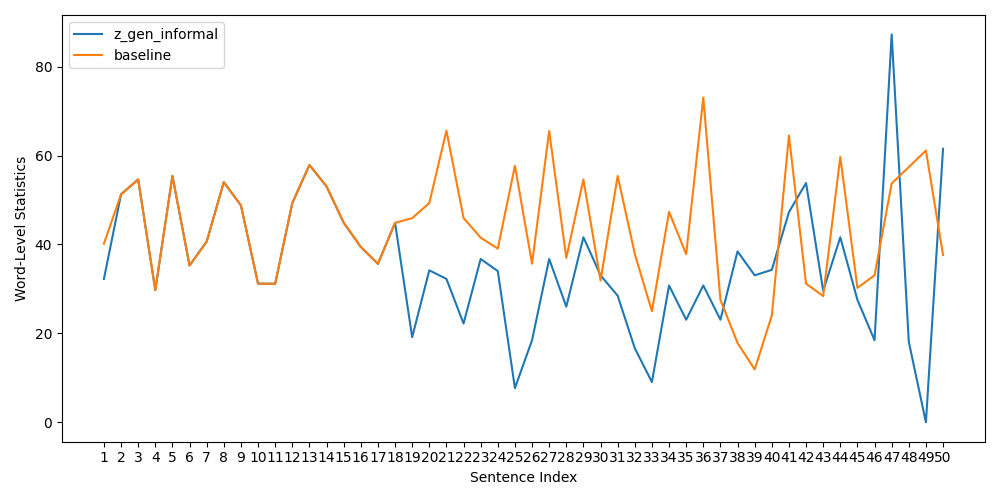 z_gen_informal
baseline
80
60
40
20
0
Word-Level Statistics
1 2 3 4 5 6 7 8 9 10 11 12 13 14 15 16 17 18 19 20 21 22 23 24 25 26 27 28 29 30 31 32 33 34 35 36 37 38 39 40 41 42 43 44 45 46 47 48 49 50
Sentence Index